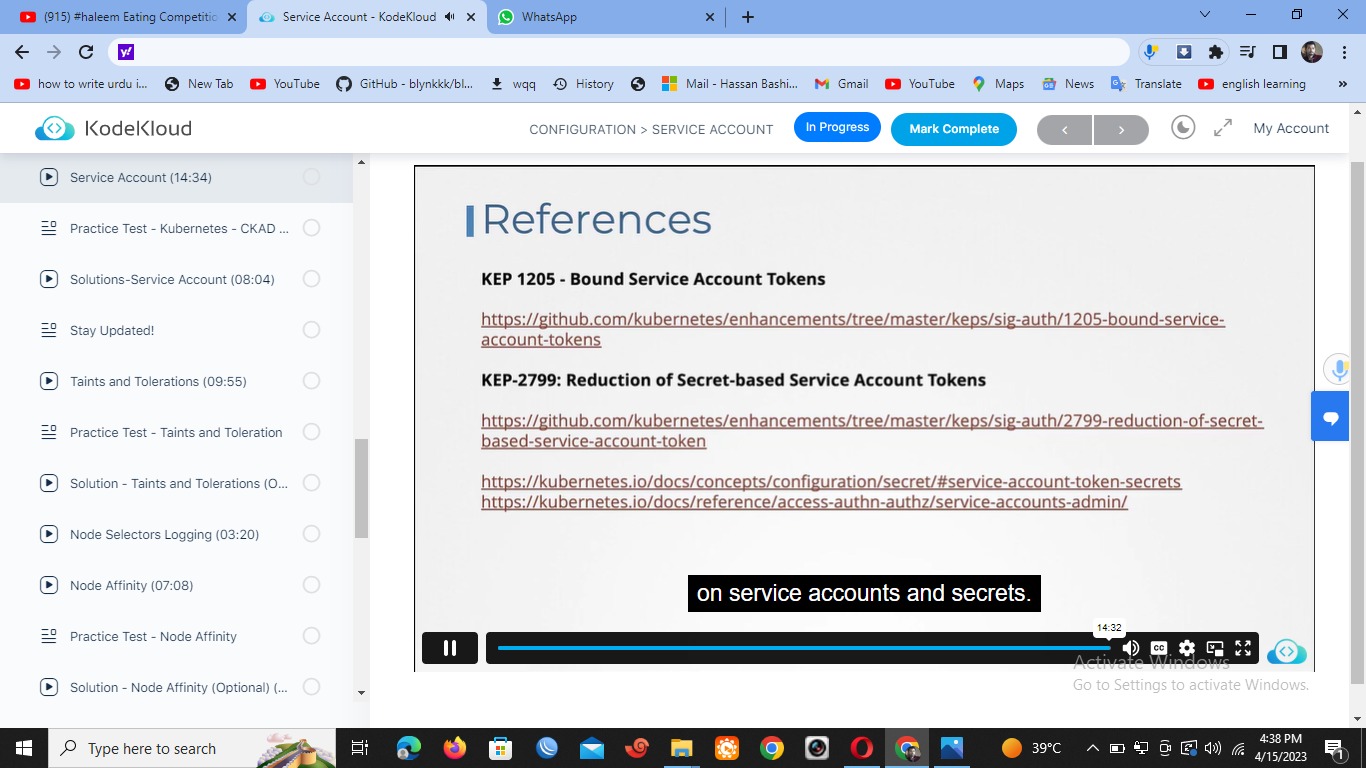 (915) #haleem Eating Competitio
Service Account - KodeKloud
WhatsApp
how to write urdu i...
New Tab
YouTube
GitHub - blynkkk/bl...
wqq
History
Mail - Hassan Bashi...
Gmail
YouTube
Maps
News
Translate
english learning
KodeKloud
CONFIGURATION > SERVICE ACCOUNT
In Progress
Mark Complete
My Account
Service Account (14:34)
Practice Test - Kubernetes - CKAD ...
Solutions-Service Account (08:04)
Stay Updated!
Taints and Tolerations (09:55)
Practice Test - Taints and Toleration
Solution - Taints and Tolerations (O...
Node Selectors Logging (03:20)
Node Affinity (07:08)
Practice Test - Node Affinity
Solution - Node Affinity (Optional) (...
References
KEP 1205 - Bound Service Account Tokens
https://github.com/kubernetes/enhancements/tree/master/keps/sig-auth/1205-bound-service-
account-tokens
KEP-2799: Reduction of Secret-based Service Account Tokens
https://github.com/kubernetes/enhancements/tree/master/keps/sig-auth/2799-reduction-of-secret-
based-service-account-token
https://kubernetes.io/docs/concepts/configuration/secret/#service-account-token-secrets
https://kubernetes.io/docs/reference/access-authn-authz/service-accounts-admin/
on service accounts and secrets.
14:32
CC
Activate Windows
Go to Settings to activate Windows.
Type here to search
39°C
4:38 PM
4/15/2023
1